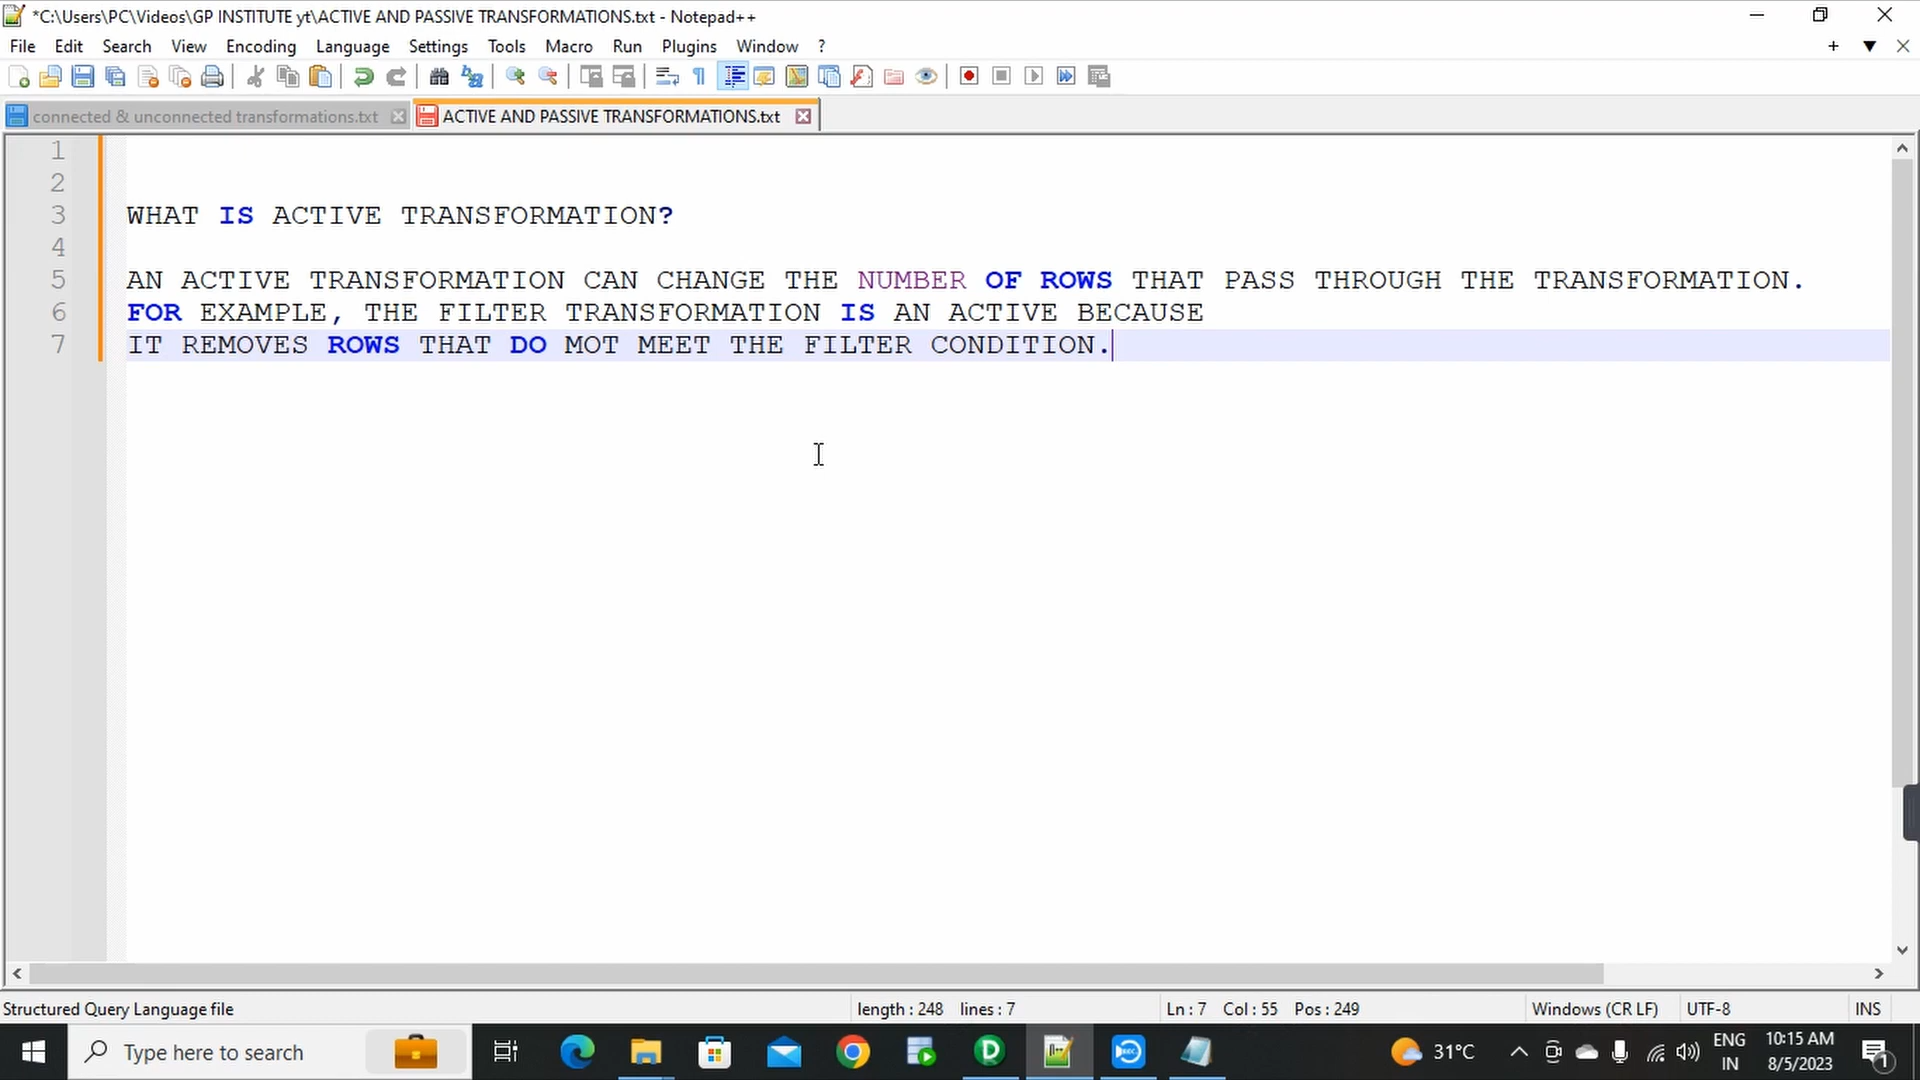 *C:\Users\PC\Videos\GP INSTITUTE yt\ACTIVE AND PASSIVE TRANSFORMATIONS.txt - Notepad++
File Edit Search View Encoding Language Settings Tools Macro Run Plugins Window ?
connected & unconnected transformations.txt ACTIVE AND PASSIVE TRANSFORMATIONS.txt
1
2
3 WHAT IS ACTIVE TRANSFORMATION?
4
5 AN ACTIVE TRANSFORMATION CAN CHANGE THE NUMBER OF ROWS THAT PASS THROUGH THE TRANSFORMATION.
6 FOR EXAMPLE, THE FILTER TRANSFORMATION IS AN ACTIVE BECAUSE
7 IT REMOVES ROWS THAT DO MOT MEET THE FILTER CONDITION.
Structured Query Language file length : 248 lines : 7 Ln : 7 Col : 55 Pos : 249 Windows (CR LF) UTF-8 INS
Type here to search 31°C ENG 10:15 AM
IN 8/5/2023 1